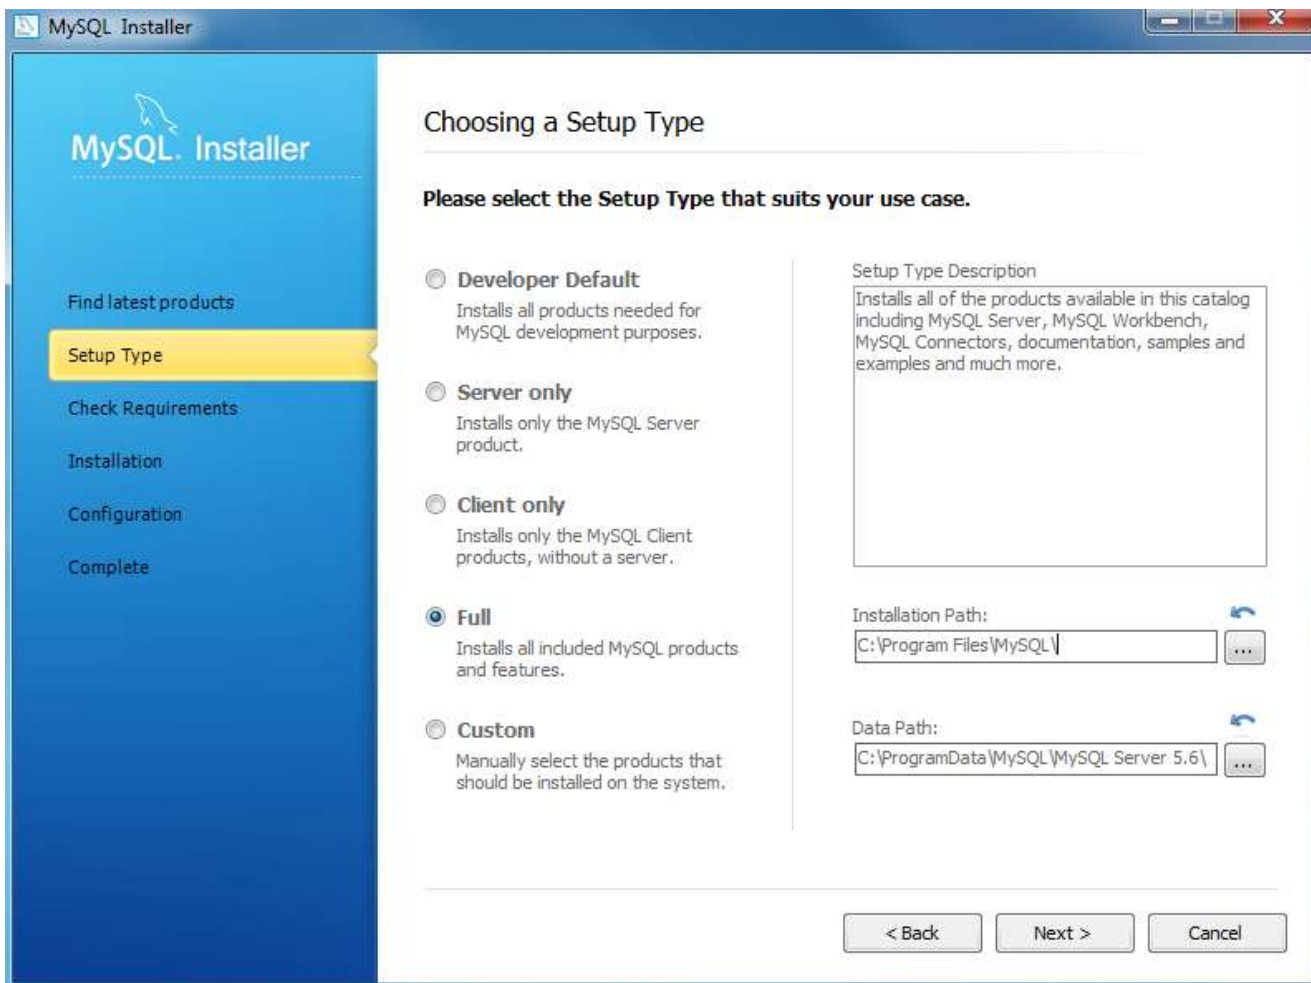 MySQL Installer
MySQL. Installer
Find latest products
Setup Type
Check Requirements
Installation
Configuration
Complete
Choosing a Setup Type
Please select the Setup Type that suits your use case.
Developer Default
Installs all products needed for
MySQL development purposes.
Server only
Installs only the MySQL Server
product.
Client only
Installs only the MySQL Client
products, without a server.
Full
Installs all included MySQL products
and features.
Custom
Manually select the products that
should be installed on the system.
Setup Type Description
Installs all of the products available in this catalog
including MySQL Server, MySQL Workbench,
MySQL Connectors, documentation, samples and
examples and much more.
Installation Path:
C:\Program Files\MySQL\
...
Data Path:
C:\ProgramData\MySQL\MySQL Server 5.6\
...
< Back
Next >
Cancel